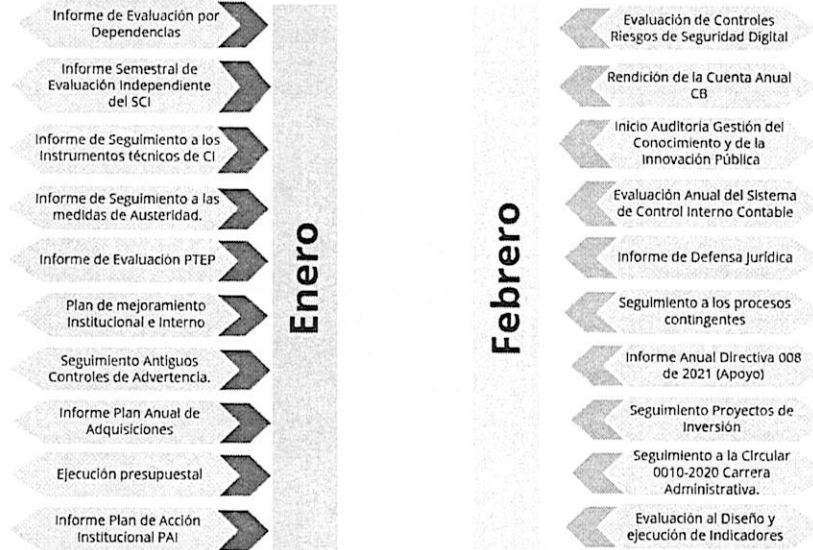 Informe de Evaluación por
Dependencias
Informe Semestral de
Evaluación Independiente
del SCI
Informe de Seguimiento a los
Instrumentos técnicos de CI
Informe de Seguimiento a las
medidas de Austeridad.
Informe de Evaluación PTEP
Plan de mejoramiento
Institucional e Interno
Seguimiento Antiguos
Controles de Advertencia.
Informe Plan Anual de
Adquisiciones
Ejecución presupuestal
Informe Plan de Acción
Institucional PAI
Enero
Febrero
Evaluación de Controles
Riesgos de Seguridad Digital
Rendición de la Cuenta Anual
CB
Inicio Auditoria Gestión del
Conocimiento y de la
Innovación Pública
Evaluación Anual del Sistema
de Control Interno Contable
Informe de Defensa Jurídica
Seguimiento a los procesos
contingentes
Informe Anual Directiva 008
de 2021 (Apoyo)
Seguimiento Proyectos de
Inversión
Seguimiento a la Circular
0010-2020 Carrera
Administrativa.
Evaluación al Diseño y
ejecución de Indicadores